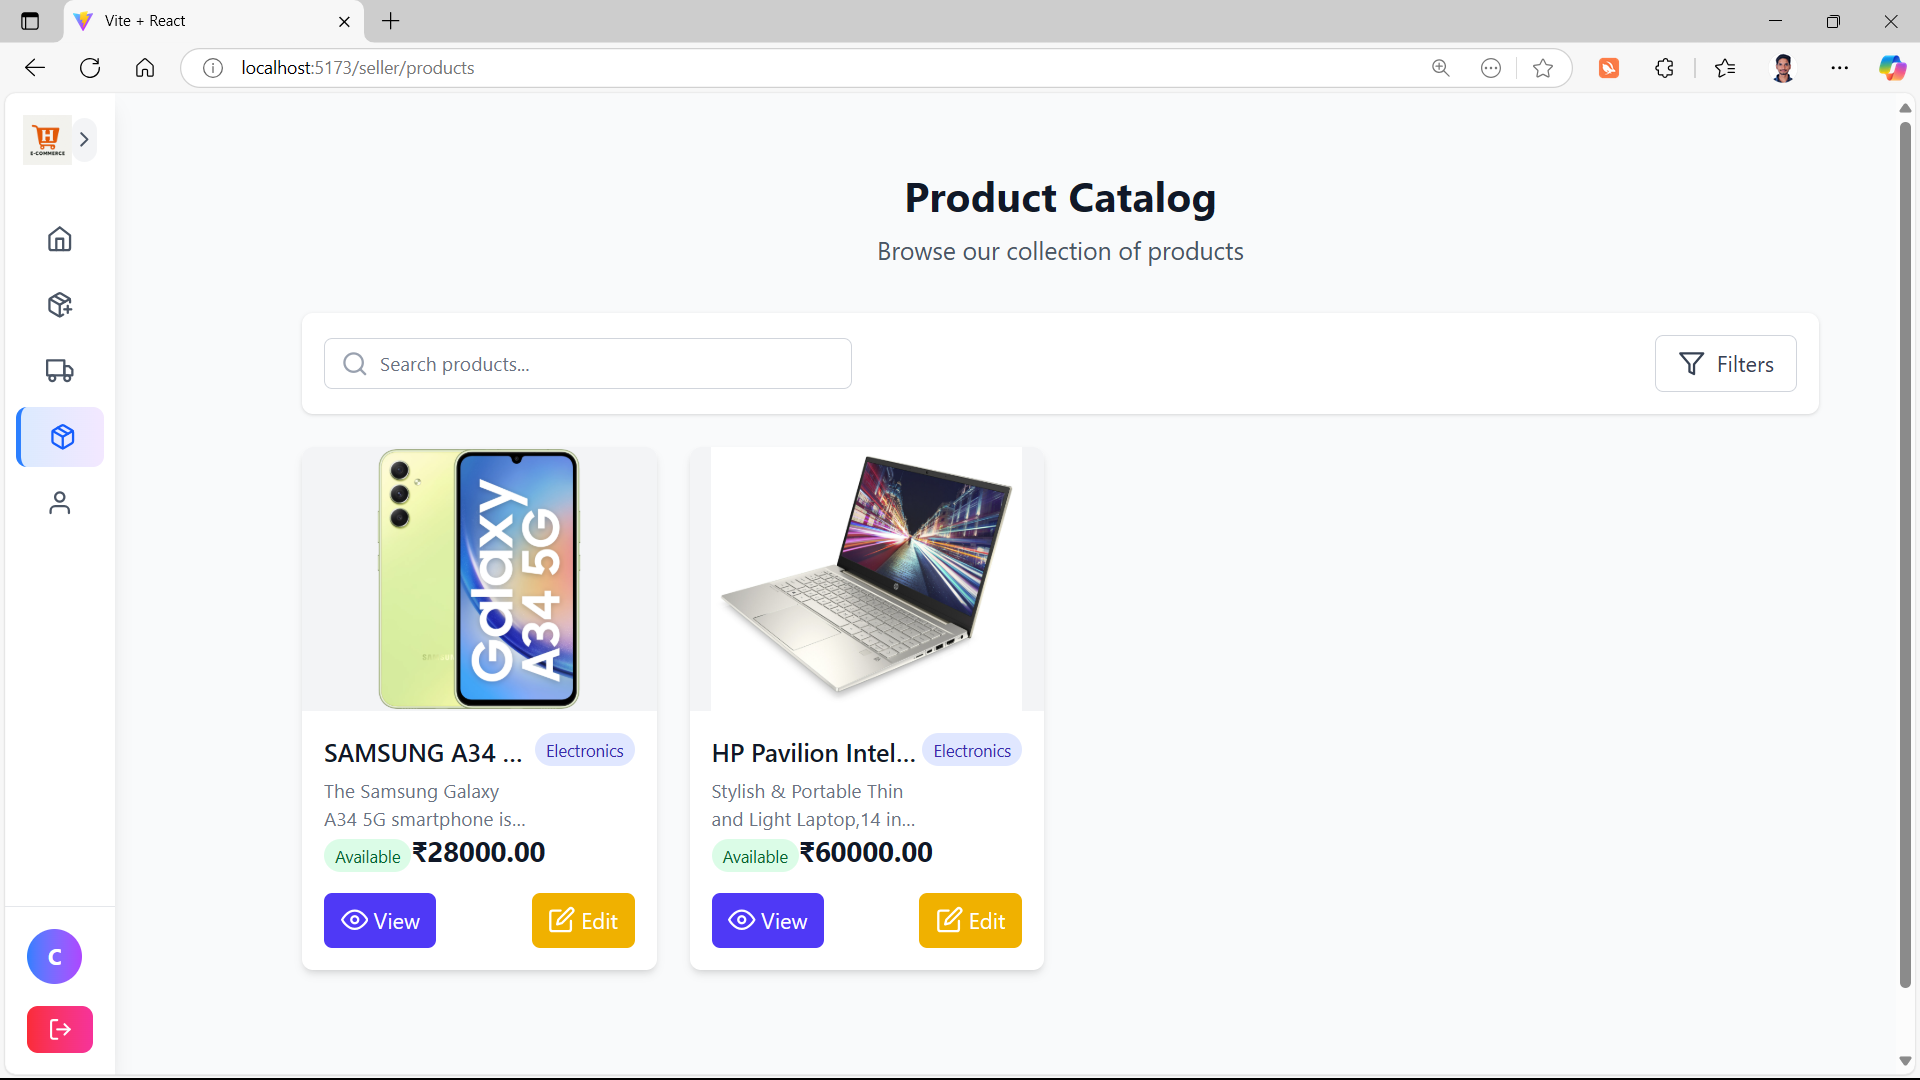 Vite + React
localhost:5173/seller/products
H
E-COMMERCE
Product Catalog
Browse our collection of products
Search products...
Filters
Galaxy
A34 5G
SAMSUNG A34 ...
Electronics
The Samsung Galaxy
A34 5G smartphone is...
Available ₹28000.00
View
Edit
HP Pavilion Intel...
Electronics
Stylish & Portable Thin
and Light Laptop,14 in...
Available ₹60000.00
View
Edit
C